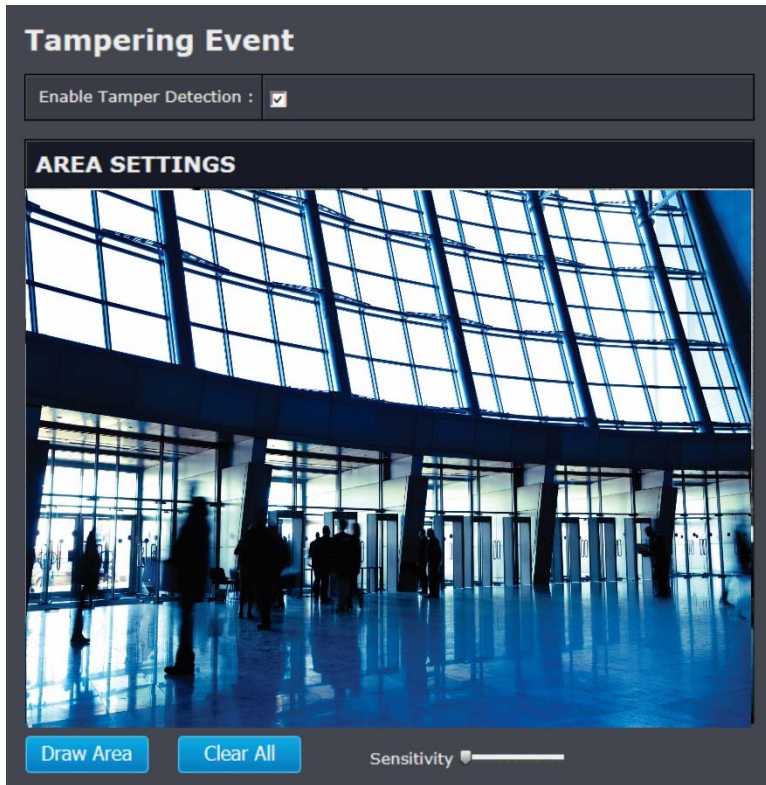 Tampering Event
Enable Tamper Detection :
AREA SETTINGS
Draw Area
Clear All
Sensitivity